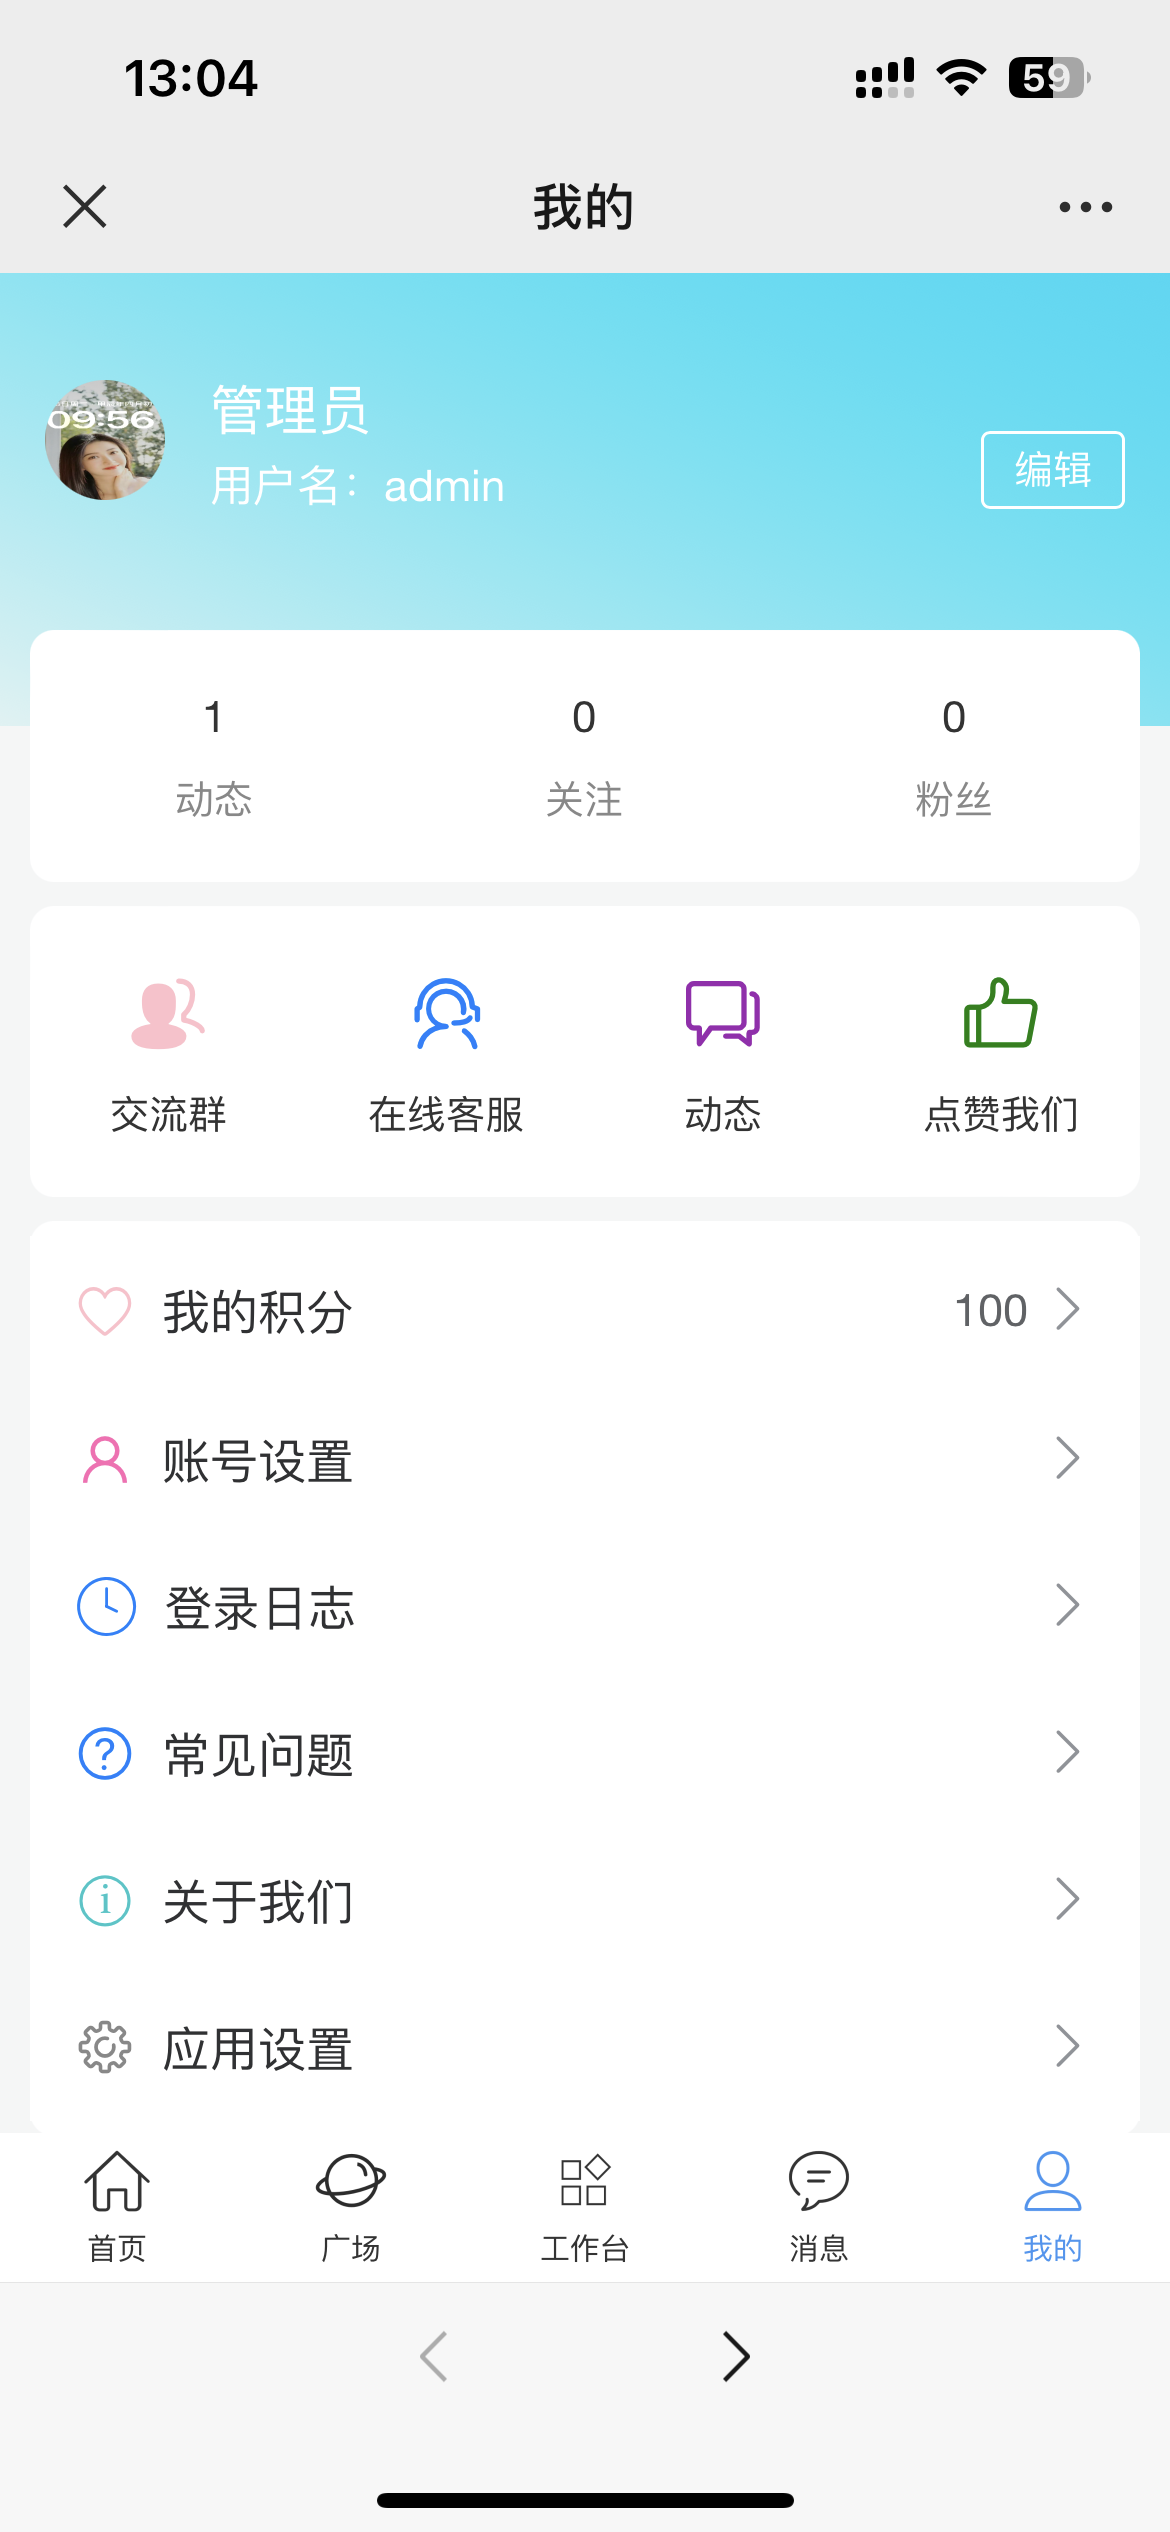 13:04
59
我的
09:56
管理员
用户名：admin
编辑
1
0
0
动态
关注
粉丝
交流群
在线客服
动态
点赞我们
我的积分
100
账号设置
登录日志
常见问题
关于我们
应用设置
首页
广场
工作台
消息
我的